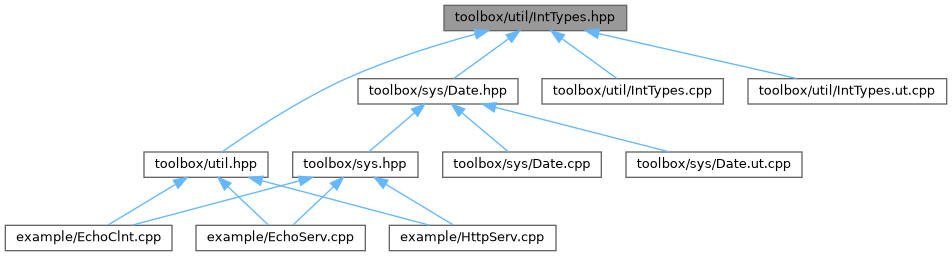 toolbox/util/IntTypes.hpp
toolbox/sys/Date.hpp
toolbox/util/IntTypes.cpp
toolbox/util/IntTypes.ut.cpp
toolbox/util.hpp
toolbox/sys.hpp
toolbox/sys/Date.cpp
toolbox/sys/Date.ut.cpp
example/EchoClnt.cpp
example/EchoServ.cpp
example/HttpServ.cpp